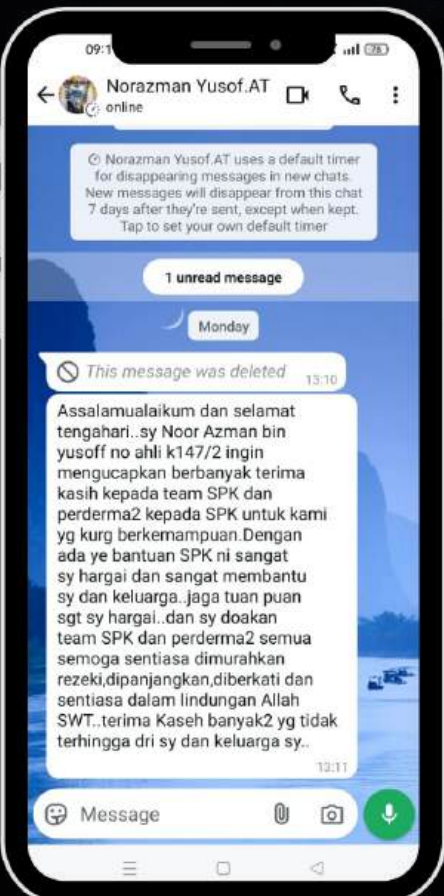 09:1
78
Norazman Yusof.AT
online
Norazman Yusof.AT uses a default timer
for disappearing messages in new chats.
New messages will disappear from this chat
7 days after they're sent, except when kept.
Tap to set your own default timer
1 unread message
Monday
This message was deleted 13:10
Assalamualaikum dan selamat
tengahari..sy Noor Azman bin
yusoff no ahli k147/2 ingin
mengucapkan berbanyak terima
kasih kepada team SPK dan
perderma2 kepada SPK untuk kami
yg kurg berkemampuan.Dengan
ada ye bantuan SPK ni sangat
sy hargai dan sangat membantu
sy dan keluarga..jaga tuan puan
sgt sy hargai..dan sy doakan
team SPK dan perderma2 semua
semoga sentiasa dimurahkan
rezeki,dipanjangkan,diberkati dan
sentiasa dalam lindungan Allah
SWT..terima Kaseh banyak2 yg tidak
terhingga dri sy dan keluarga sy..
13:11
Message